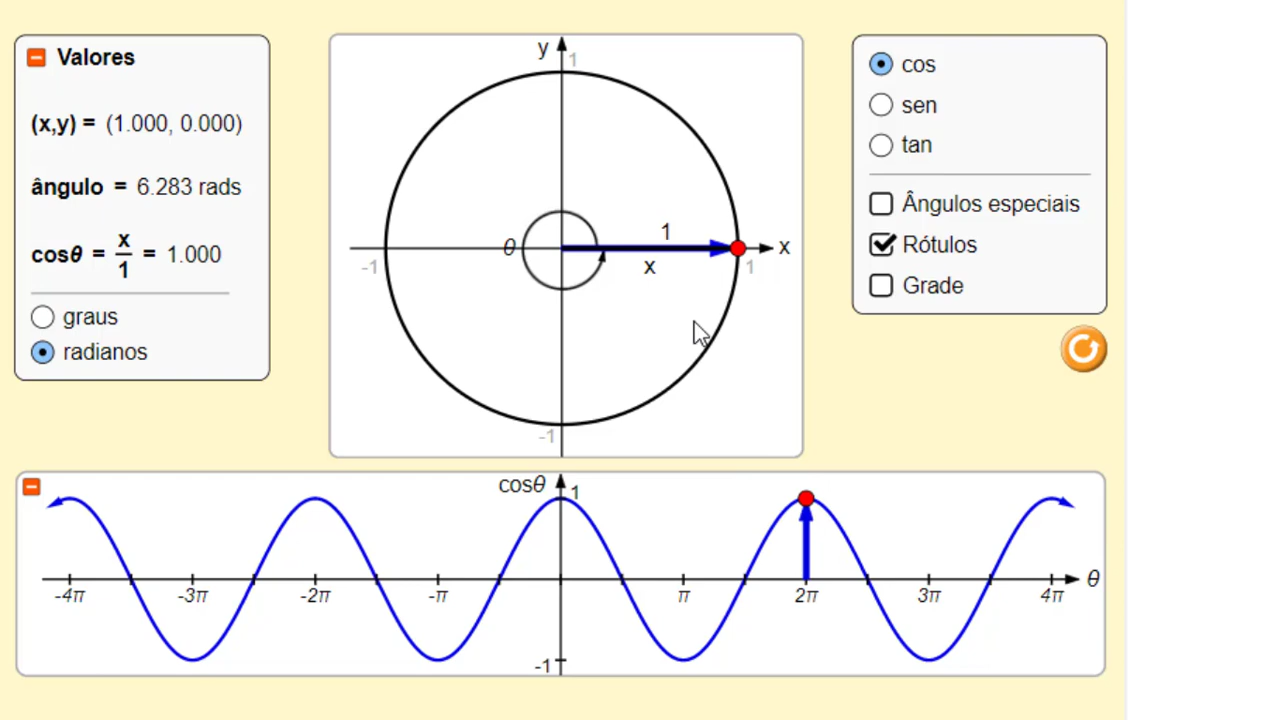 Valores
(x,y) = (1.000, 0.000)
ângulo = 6.283 rads
cosθ = x/1 = 1.000
graus
radianos
y
1
θ
1
x
x
-1
1
-1
cos
sen
tan
Ângulos especiais
Rótulos
Grade
cosθ
1
-4π -3π -2π -π π 2π 3π 4π
θ
-1